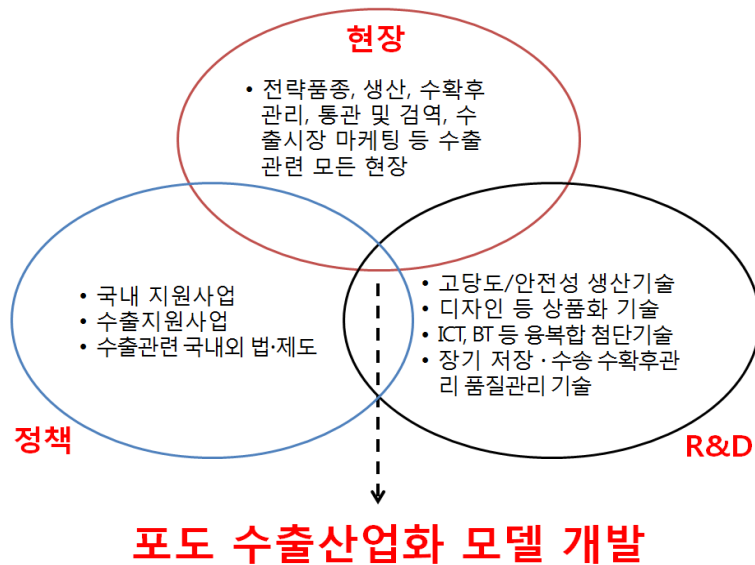 현장
• 전략품종, 생산, 수확후
관리, 통관 및 검역, 수
출시장 마케팅 등 수출
관련 모든 현장
• 국내 지원사업
• 수출지원사업
• 수출관련 국내외 법·제도
정책
• 고당도/안전성 생산기술
• 디자인 등 상품화 기술
• ICT, BT 등 융복합 첨단기술
• 장기 저장·수송 수확후관
리 품질관리 기술
R&D
포도 수출산업화 모델 개발